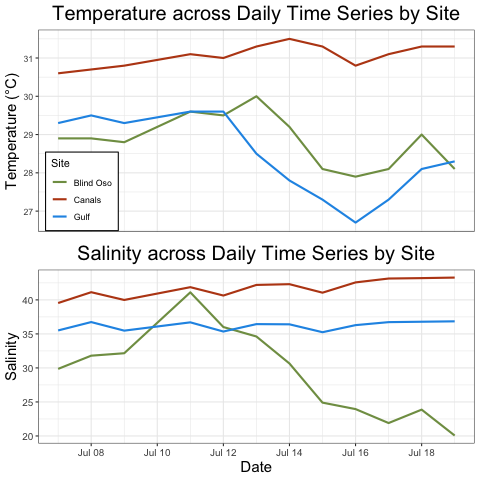 Temperature across Daily Time Series by Site
Temperature (°C)
31
30
29
28
27
Site
Blind Oso
Canals
Gulf
Salinity across Daily Time Series by Site
Salinity
40
35
30
25
20
Jul 08 Jul 10 Jul 12 Jul 14 Jul 16 Jul 18
Date